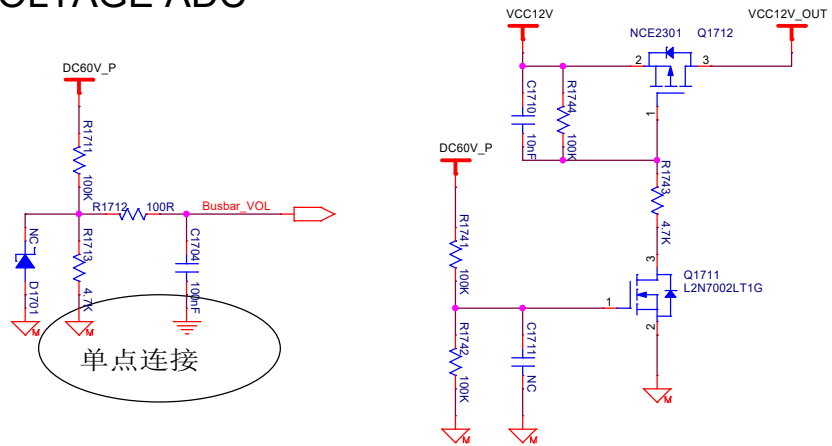 VCC12V
VCC12V_OUT
NCE2301 Q1712
2
3
1
C1710
10nF
R1744
100K
DC60V_P
R1711
100K
R1712 100R
Busbar_VOL
NC
D1701
R1713
4.7K
C1704
100nF
M
M
单点连接
DC60V_P
R1741
100K
R1743
4.7K
3
Q1711
L2N7002LT1G
1
2
R1742
100K
C1711
NC
M
M
M